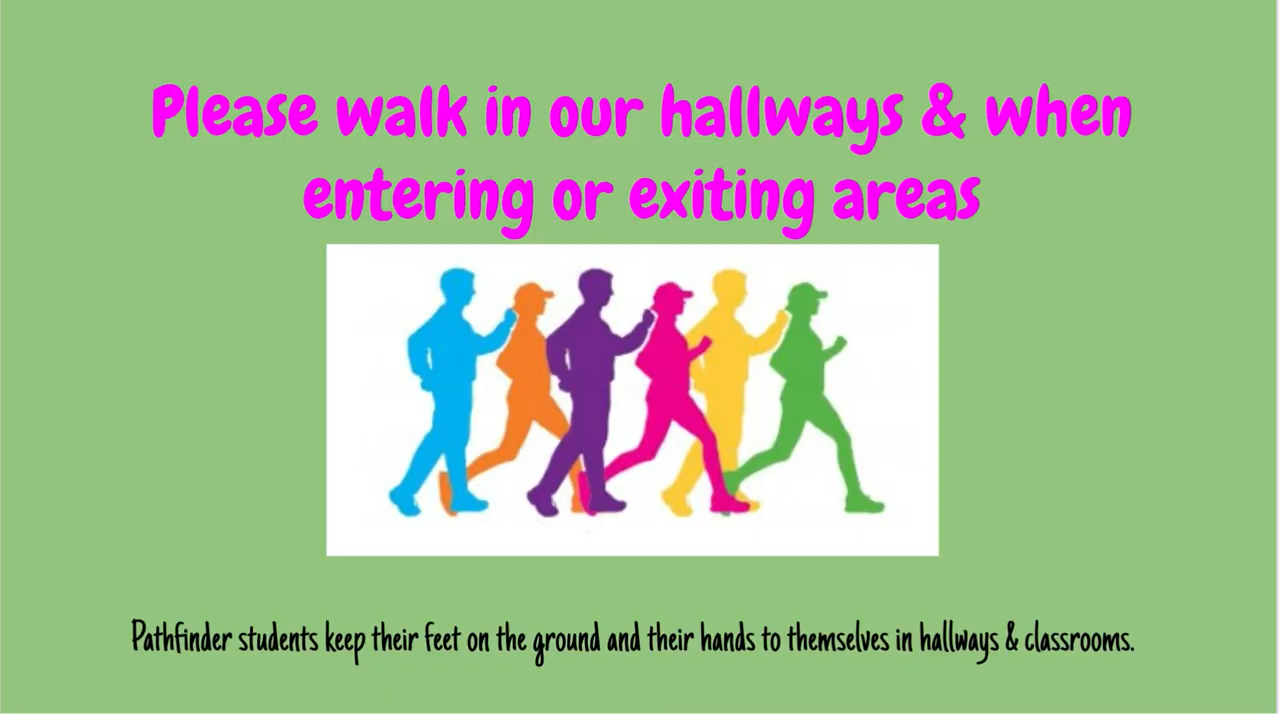 Please walk in our hallways & when
entering or exiting areas
Pathfinder students keep their feet on the ground and their hands to themselves in hallways & classrooms.